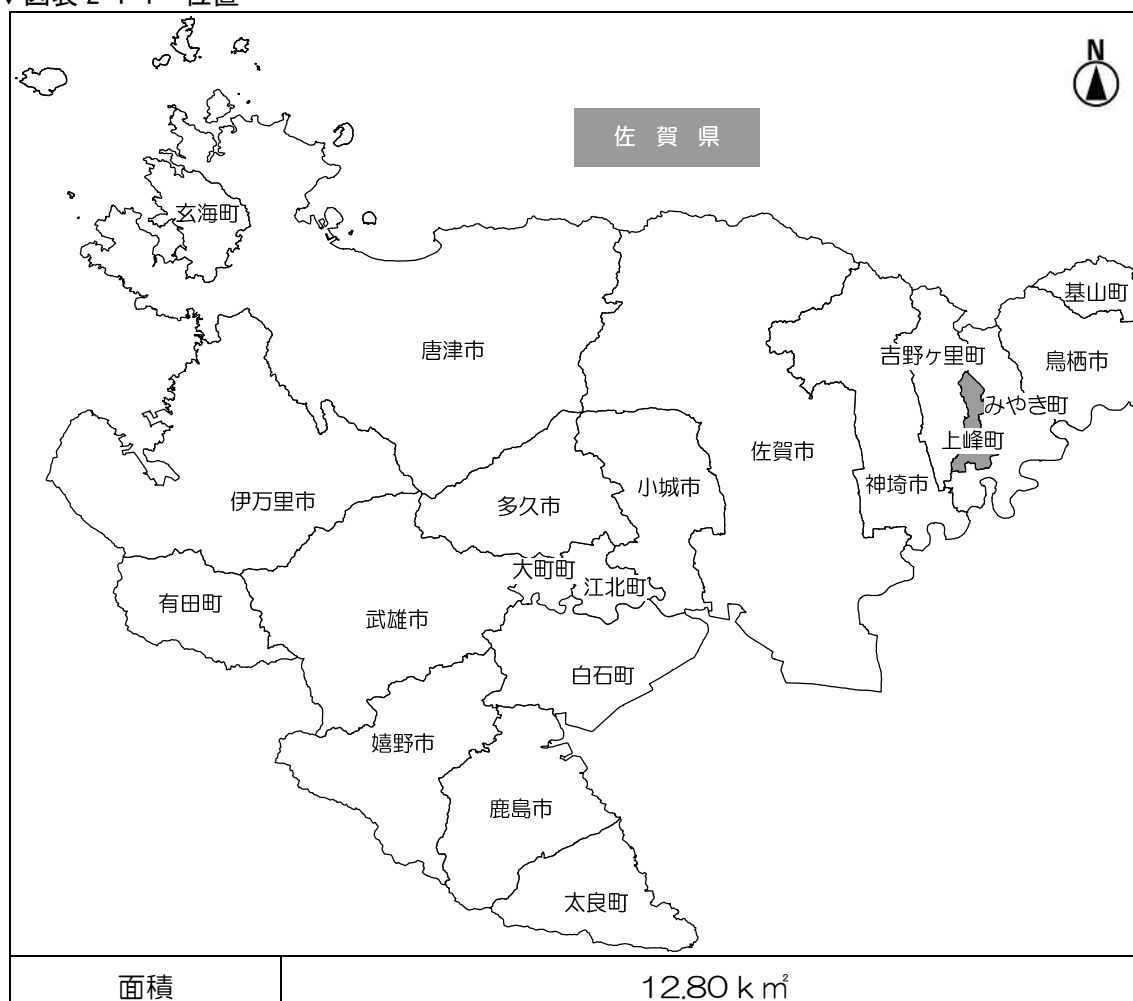 ▼図表 2-1-1 位置
N
佐 賀 県
玄海町
基山町
唐津市
吉野ヶ里町
鳥栖市
みやき町
佐賀市
上峰町
小城市
神埼市
伊万里市
多久市
大町町
江北町
有田町
武雄市
白石町
嬉野市
鹿島市
太良町
面積 12.80 k㎡